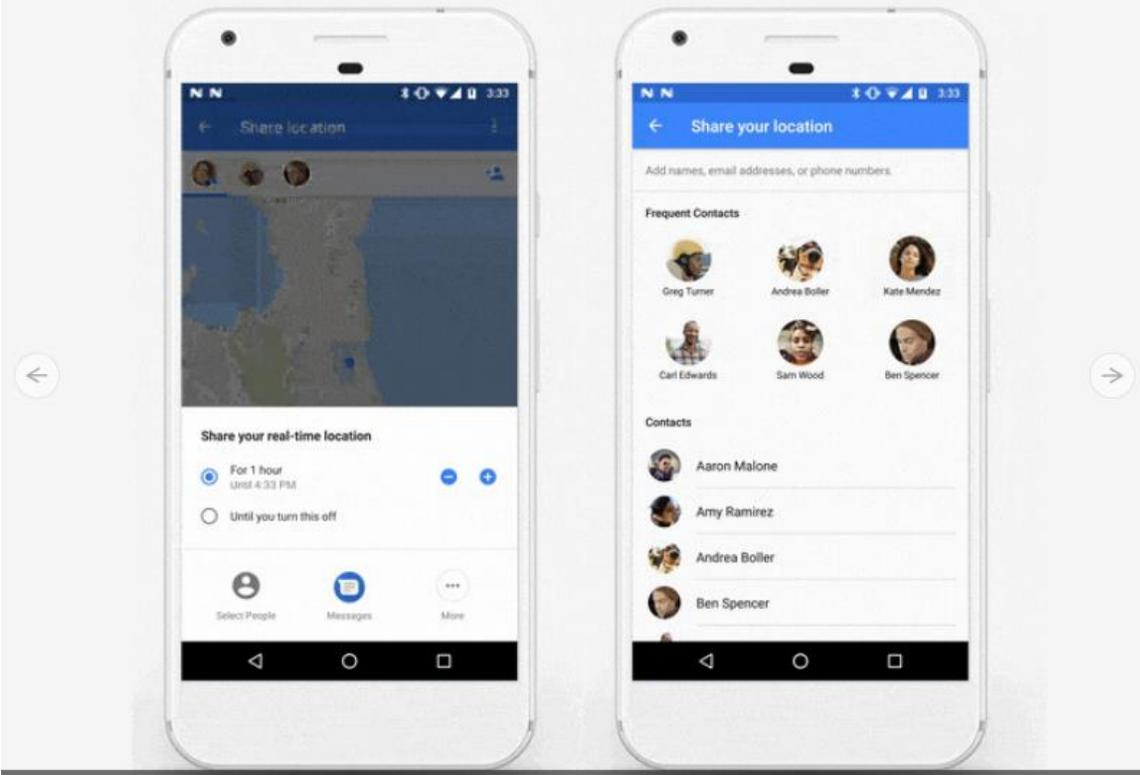 N N 3:33
Share location
Share your real-time location
For 1 hour
Until 4:33 PM
Until you turn this off
Select People
Messages
More
N N 3:33
Share your location
Add names, email addresses, or phone numbers.
Frequent Contacts
Greg Turner Andrea Boller Kate Mendez
Carl Edwards Sam Wood Ben Spencer
Contacts
Aaron Malone
Amy Ramirez
Andrea Boller
Ben Spencer